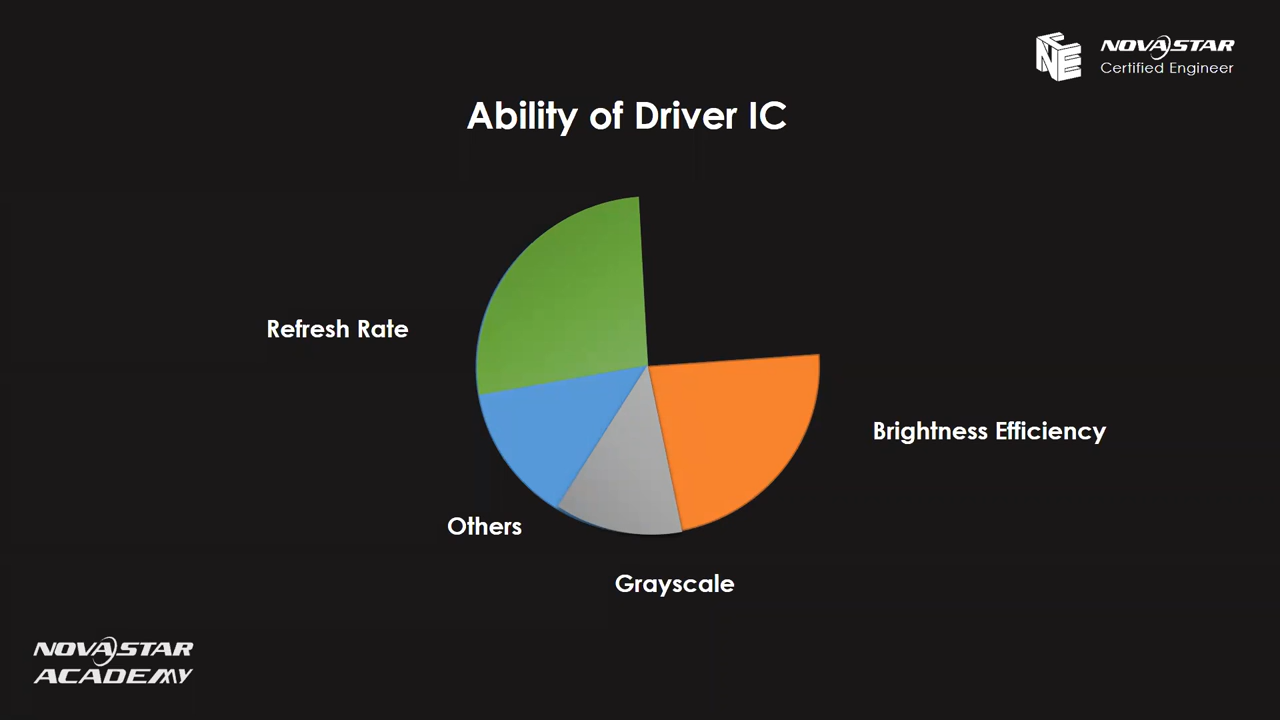 NOVASTAR
Certified Engineer
Ability of Driver IC
Refresh Rate
Brightness Efficiency
Others
Grayscale
NOVASTAR
ACADEMY